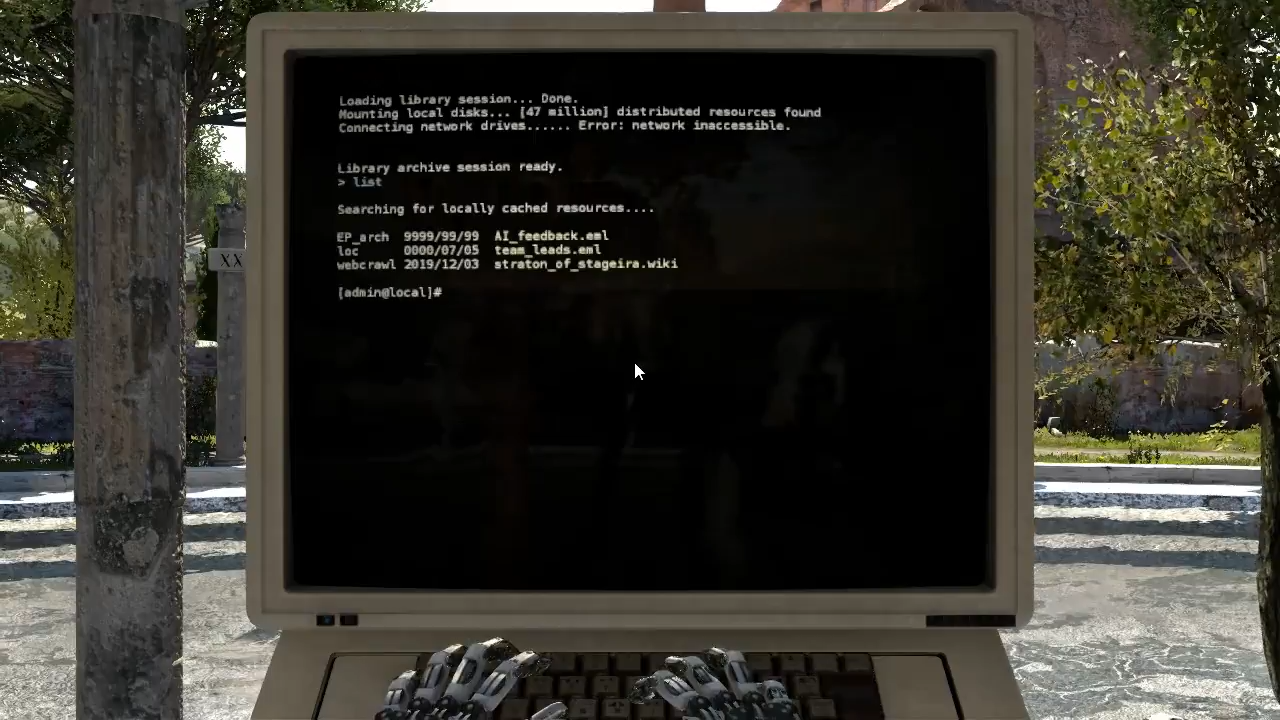 Loading library session... Done.
Mounting local disks... [47 million] distributed resources found
Connecting network drives...... Error: network inaccessible.
Library archive session ready.
> list
Searching for locally cached resources....
EP_arch 9999/99/99 AI_feedback.eml
loc 0000/07/05 team_leads.eml
webcrawl 2019/12/03 straton_of_stageira.wiki
[admin@local]#
XX